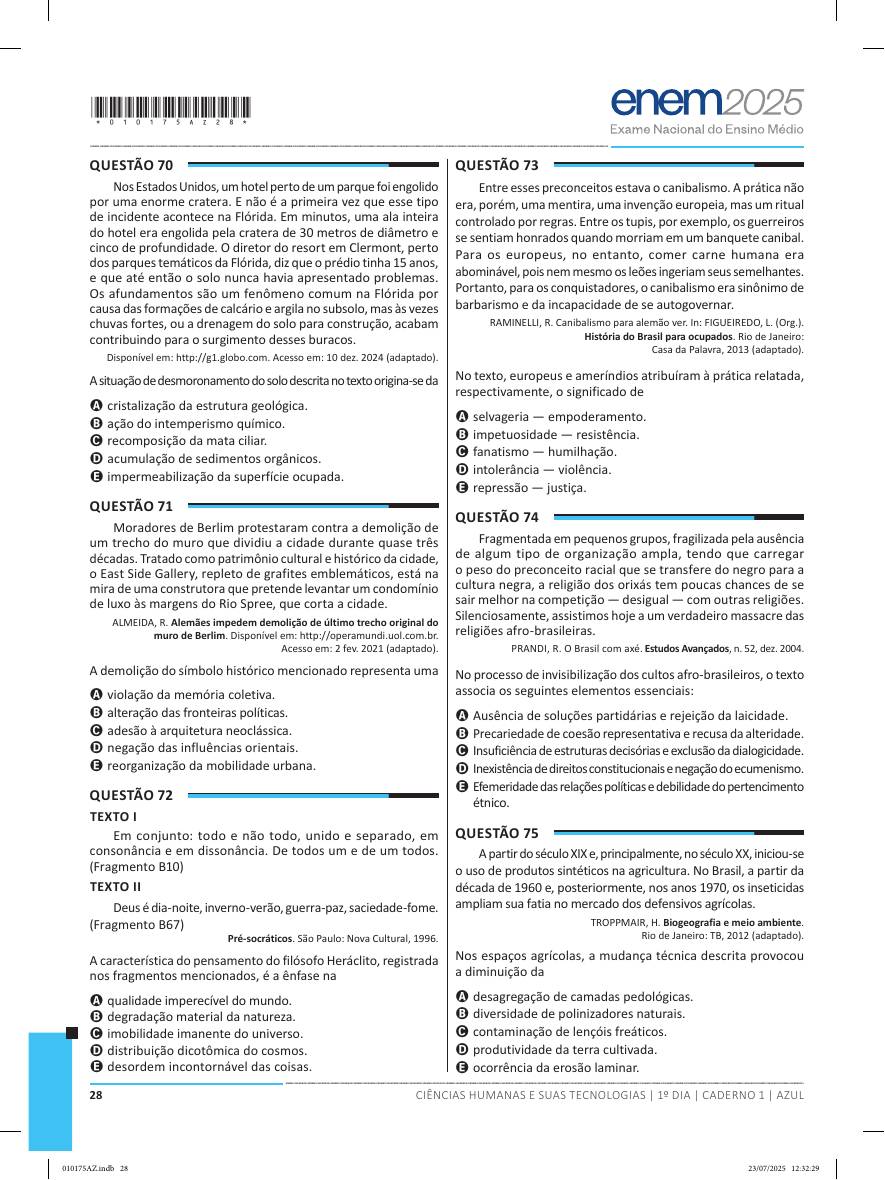 *010175AZ28*
enem2025
Exame Nacional do Ensino Médio
QUESTÃO 70
Nos Estados Unidos, um hotel perto de um parque foi engolido
por uma enorme cratera. E não é a primeira vez que esse tipo
de incidente acontece na Flórida. Em minutos, uma ala inteira
do hotel era engolida pela cratera de 30 metros de diâmetro e
cinco de profundidade. O diretor do resort em Clermont, perto
dos parques temáticos da Flórida, diz que o prédio tinha 15 anos,
e que até então o solo nunca havia apresentado problemas.
Os afundamentos são um fenômeno comum na Flórida por
causa das formações de calcário e argila no subsolo, mas às vezes
chuvas fortes, ou a drenagem do solo para construção, acabam
contribuindo para o surgimento desses buracos.
Disponível em: http://g1.globo.com. Acesso em: 10 dez. 2024 (adaptado).
A situação de desmoronamento do solo descrita no texto origina-se da
A cristalização da estrutura geológica.
B ação do intemperismo químico.
C recomposição da mata ciliar.
D acumulação de sedimentos orgânicos.
E impermeabilização da superfície ocupada.
QUESTÃO 71
Moradores de Berlim protestaram contra a demolição de
um trecho do muro que dividiu a cidade durante quase três
décadas. Tratado como patrimônio cultural e histórico da cidade,
o East Side Gallery, repleto de grafites emblemáticos, está na
mira de uma construtora que pretende levantar um condomínio
de luxo às margens do Rio Spree, que corta a cidade.
ALMEIDA, R. Alemães impedem demolição de último trecho original do
muro de Berlim. Disponível em: http://operamundi.uol.com.br.
Acesso em: 2 fev. 2021 (adaptado).
A demolição do símbolo histórico mencionado representa uma
A violação da memória coletiva.
B alteração das fronteiras políticas.
C adesão à arquitetura neoclássica.
D negação das influências orientais.
E reorganização da mobilidade urbana.
QUESTÃO 72
TEXTO I
Em conjunto: todo e não todo, unido e separado, em
consonância e em dissonância. De todos um e de um todos.
(Fragmento B10)
TEXTO II
Deus é dia-noite, inverno-verão, guerra-paz, saciedade-fome.
(Fragmento B67)
Pré-socráticos. São Paulo: Nova Cultural, 1996.
A característica do pensamento do filósofo Heráclito, registrada
nos fragmentos mencionados, é a ênfase na
A qualidade imperecível do mundo.
B degradação material da natureza.
C imobilidade imanente do universo.
D distribuição dicotômica do cosmos.
E desordem incontornável das coisas.
QUESTÃO 73
Entre esses preconceitos estava o canibalismo. A prática não
era, porém, uma mentira, uma invenção europeia, mas um ritual
controlado por regras. Entre os tupis, por exemplo, os guerreiros
se sentiam honrados quando morriam em um banquete canibal.
Para os europeus, no entanto, comer carne humana era
abominável, pois nem mesmo os leões ingeriam seus semelhantes.
Portanto, para os conquistadores, o canibalismo era sinônimo de
barbarismo e da incapacidade de se autogovernar.
RAMINELLI, R. Canibalismo para alemão ver. In: FIGUEIREDO, L. (Org.).
História do Brasil para ocupados. Rio de Janeiro:
Casa da Palavra, 2013 (adaptado).
No texto, europeus e ameríndios atribuíram à prática relatada,
respectivamente, o significado de
A selvageria — empoderamento.
B impetuosidade — resistência.
C fanatismo — humilhação.
D intolerância — violência.
E repressão — justiça.
QUESTÃO 74
Fragmentada em pequenos grupos, fragilizada pela ausência
de algum tipo de organização ampla, tendo que carregar
o peso do preconceito racial que se transfere do negro para a
cultura negra, a religião dos orixás tem poucas chances de se
sair melhor na competição — desigual — com outras religiões.
Silenciosamente, assistimos hoje a um verdadeiro massacre das
religiões afro-brasileiras.
PRANDI, R. O Brasil com axé. Estudos Avançados, n. 52, dez. 2004.
No processo de invisibilização dos cultos afro-brasileiros, o texto
associa os seguintes elementos essenciais:
A Ausência de soluções partidárias e rejeição da laicidade.
B Precariedade de coesão representativa e recusa da alteridade.
C Insuficiência de estruturas decisórias e exclusão da dialogicidade.
D Inexistência de direitos constitucionais e negação do ecumenismo.
E Efemeridade das relações políticas e debilidade do pertencimento
étnico.
QUESTÃO 75
A partir do século XIX e, principalmente, no século XX, iniciou-se
o uso de produtos sintéticos na agricultura. No Brasil, a partir da
década de 1960 e, posteriormente, nos anos 1970, os inseticidas
ampliam sua fatia no mercado dos defensivos agrícolas.
TROPPMAIR, H. Biogeografia e meio ambiente.
Rio de Janeiro: TB, 2012 (adaptado).
Nos espaços agrícolas, a mudança técnica descrita provocou
a diminuição da
A desagregação de camadas pedológicas.
B diversidade de polinizadores naturais.
C contaminação de lençóis freáticos.
D produtividade da terra cultivada.
E ocorrência da erosão laminar.
28
CIÊNCIAS HUMANAS E SUAS TECNOLOGIAS | 1º DIA | CADERNO 1 | AZUL
010175AZ.indb 28
23/07/2025 12:32:29